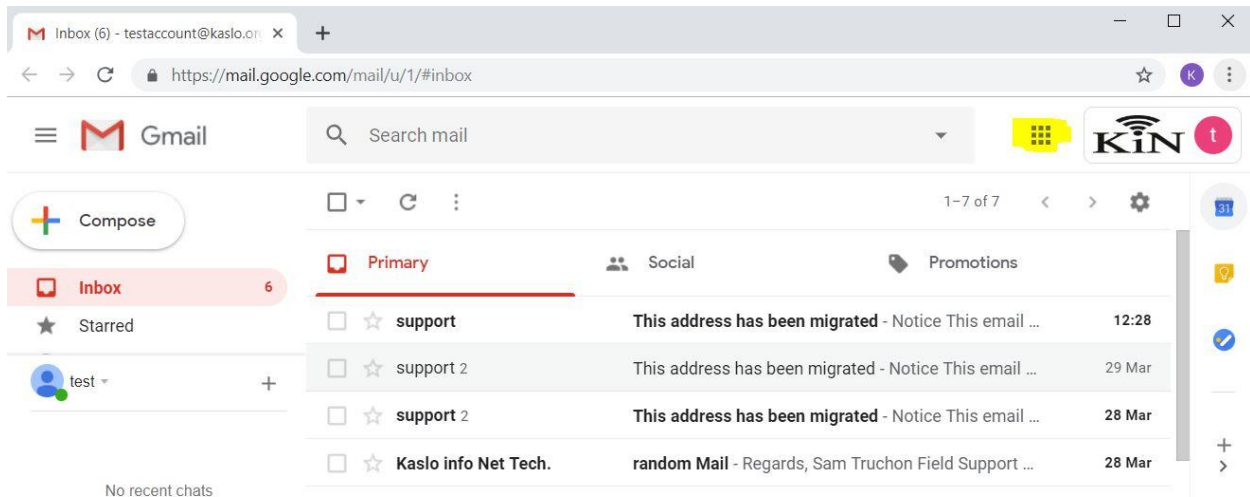 Inbox (6) - testaccount@kaslo.or
https://mail.google.com/mail/u/1/#inbox
K
Gmail
Search mail
KiN
t
Compose
1–7 of 7
31
Primary
Social
Promotions
Inbox 6
Starred
support This address has been migrated - Notice This email ... 12:28
support 2 This address has been migrated - Notice This email ... 29 Mar
test
support 2 This address has been migrated - Notice This email ... 28 Mar
Kaslo info Net Tech. random Mail - Regards, Sam Truchon Field Support ... 28 Mar
No recent chats